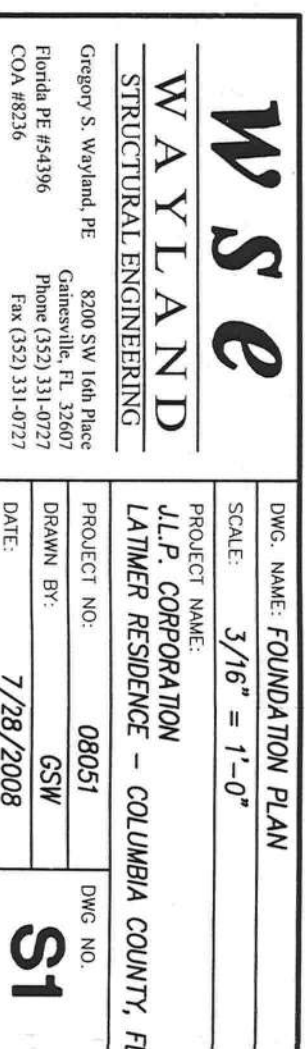 wse
WAYLAND
STRUCTURAL ENGINEERING
Gregory S. Wayland, PE
Florida PE #54396
COA #8236
8200 SW 16th Place
Gainesville, FL 32607
Phone (352) 331-0727
Fax (352) 331-0727
DWG. NAME: FOUNDATION PLAN
SCALE: 3/16" = 1'-0"
PROJECT NAME:
J.L.P. CORPORATION
LATIMER RESIDENCE – COLUMBIA COUNTY,
PROJECT NO: 08051
DRAWN BY: GSW
DATE: 7/28/2008
DWG NO.
S1